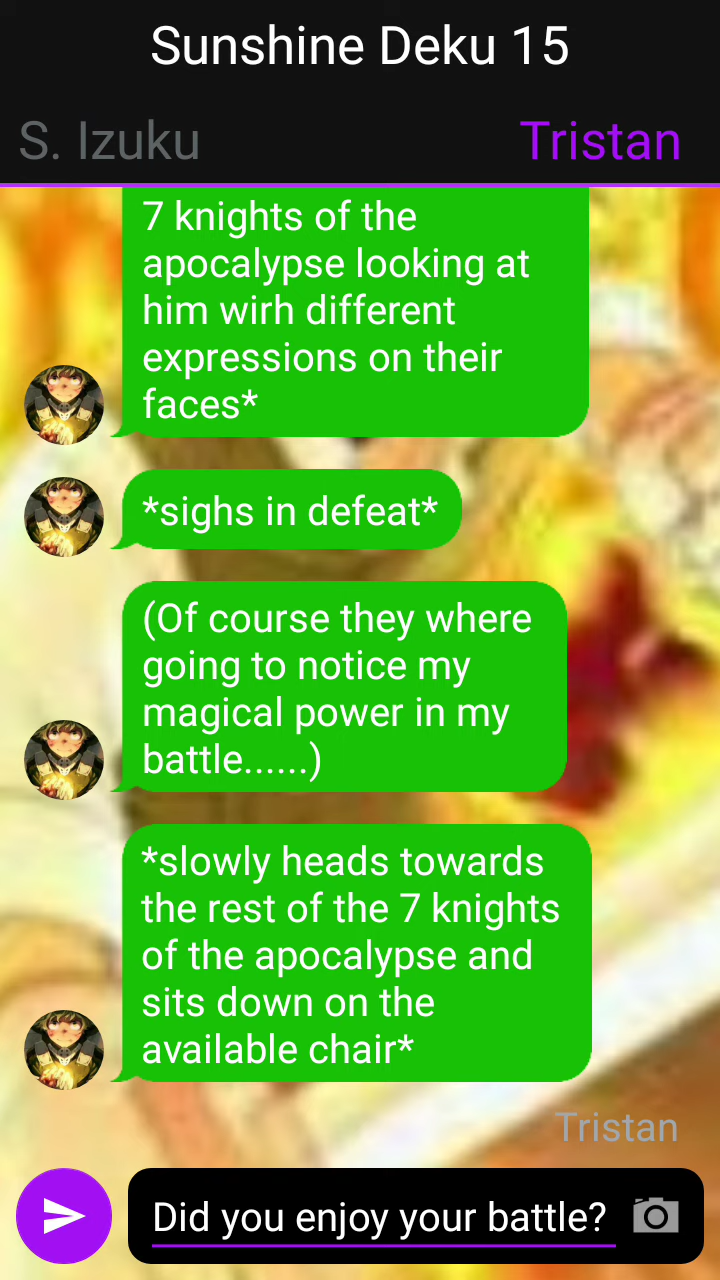 Sunshine Deku 15
S. Izuku
Tristan
7 knights of the
apocalypse looking at
him wirh different
expressions on their
faces*
*sighs in defeat*
(Of course they where
going to notice my
magical power in my
battle......)
*slowly heads towards
the rest of the 7 knights
of the apocalypse and
sits down on the
available chair*
Tristan
Did you enjoy your battle?